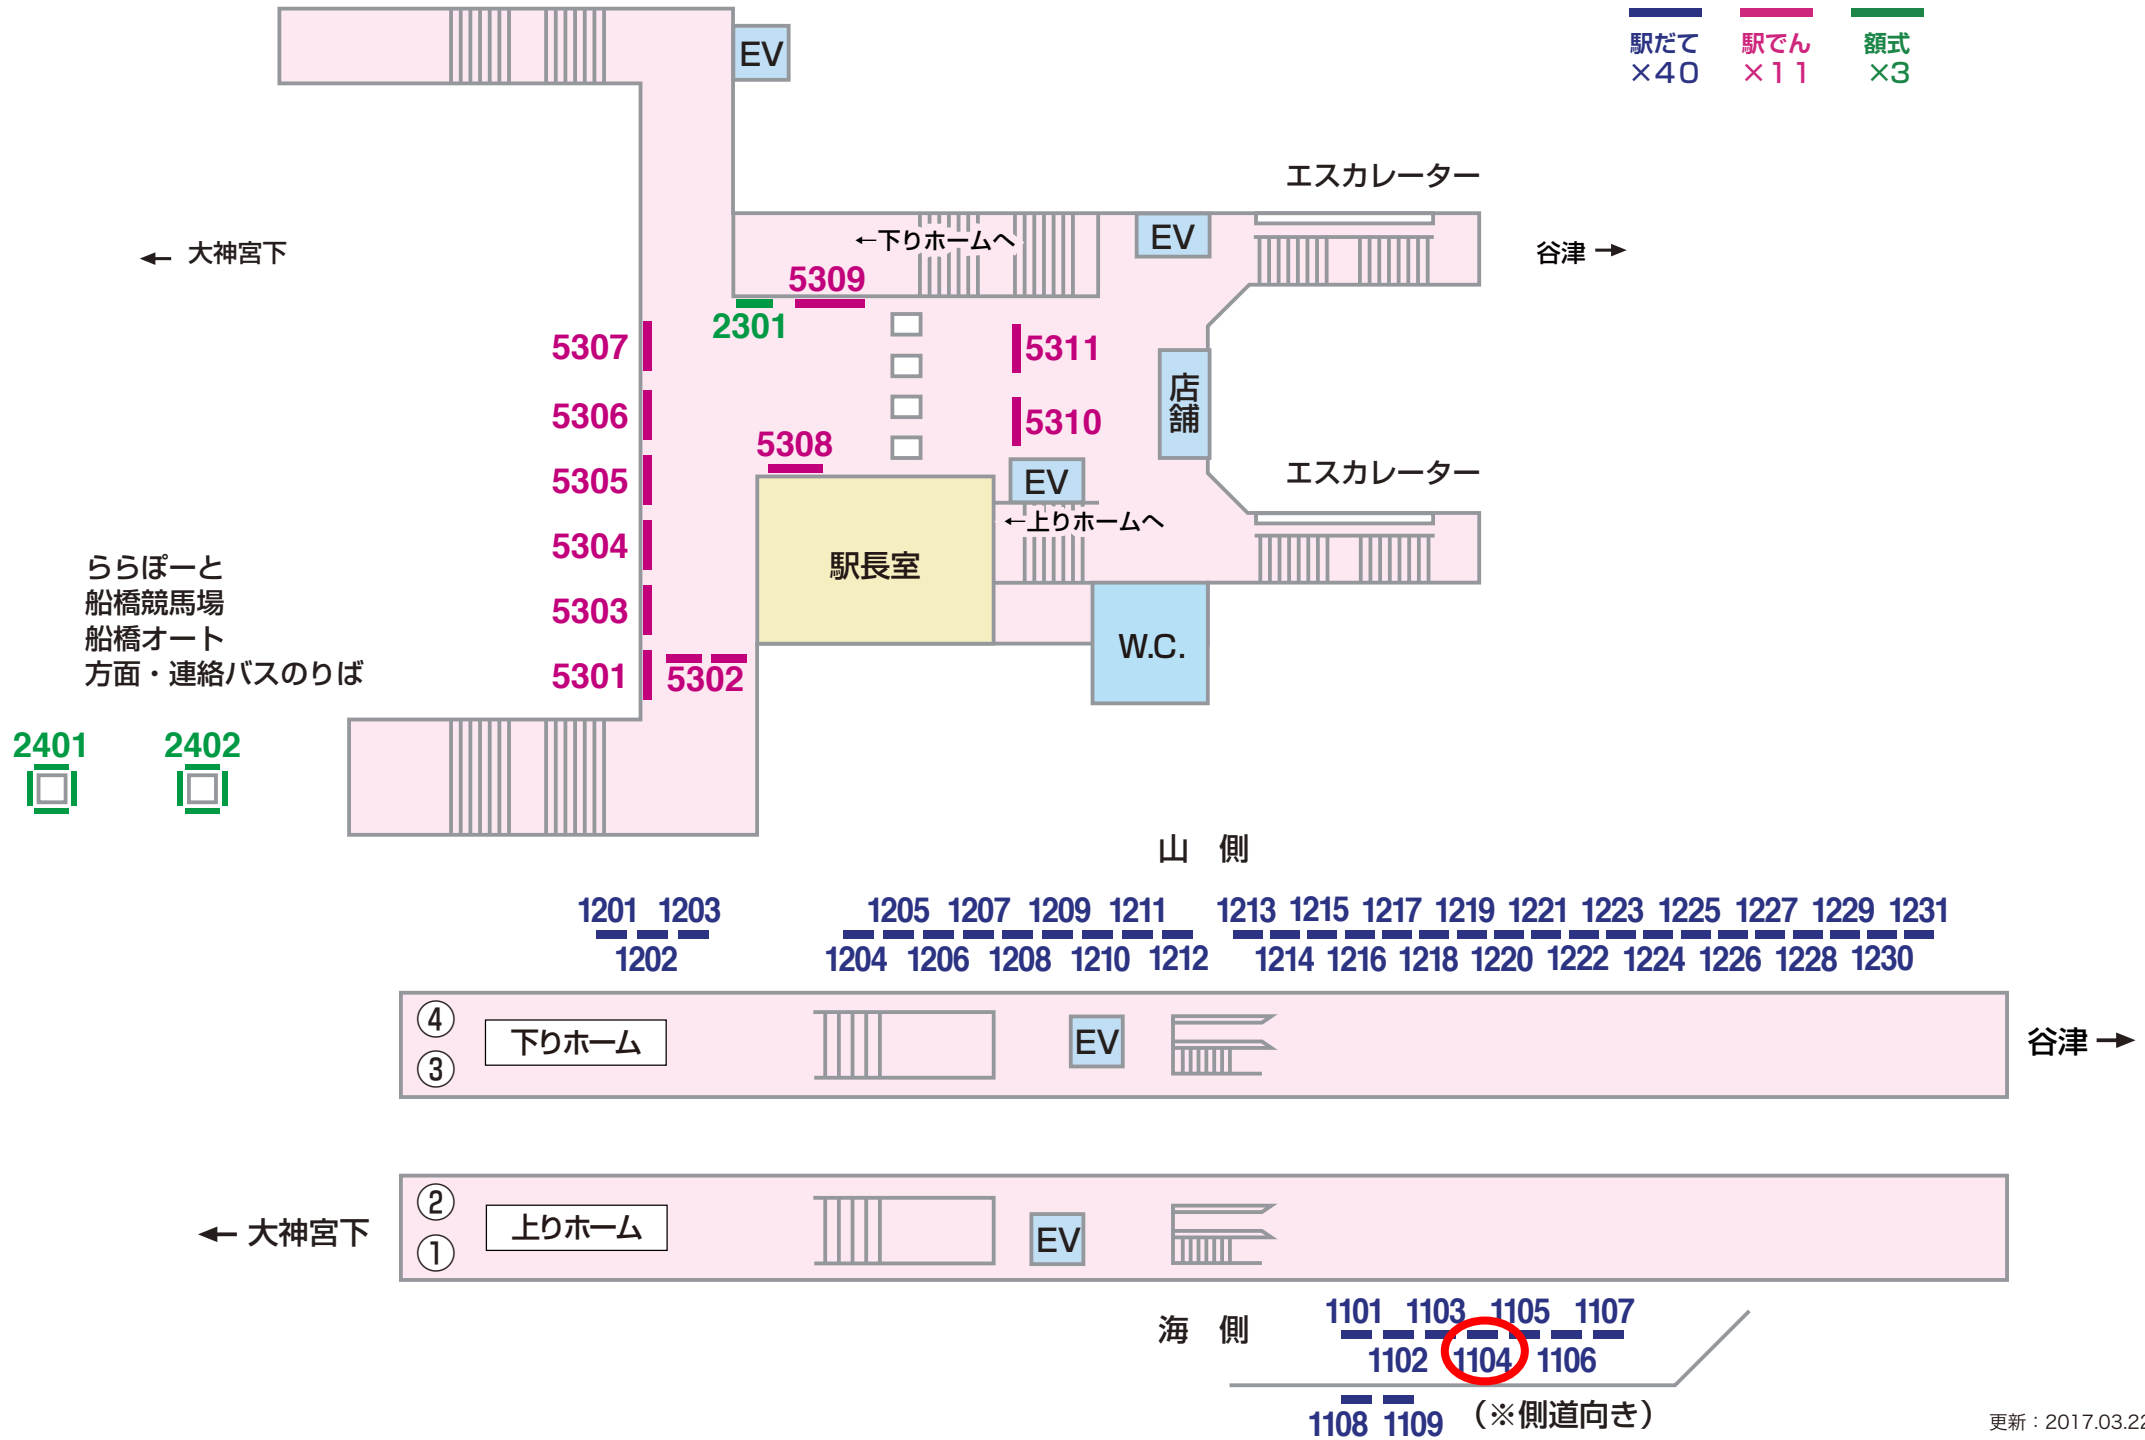 駅だて
×40
駅でん
×11
額式
×3
EV
エスカレーター
← 大神宮下
←下りホームへ
EV
谷津 →
5309
2301
5307
5311
店舗
5306
5310
5308
エスカレーター
5305
EV
←上りホームへ
5304
駅長室
ららぽーと
船橋競馬場
船橋オート
方面・連絡バスのりば
5303
W.C.
5301
5302
2401
2402
山 側
1201 1203
1205 1207 1209 1211
1213 1215 1217 1219 1221 1223 1225 1227 1229 1231
1202
1204 1206 1208 1210 1212
1214 1216 1218 1220 1222 1224 1226 1228 1230
④
③
下りホーム
EV
谷津 →
②
①
上りホーム
EV
← 大神宮下
海 側
1101 1103 1105 1107
1102 1104 1106
1108 1109
(※側道向き)
更新:2017.03.22